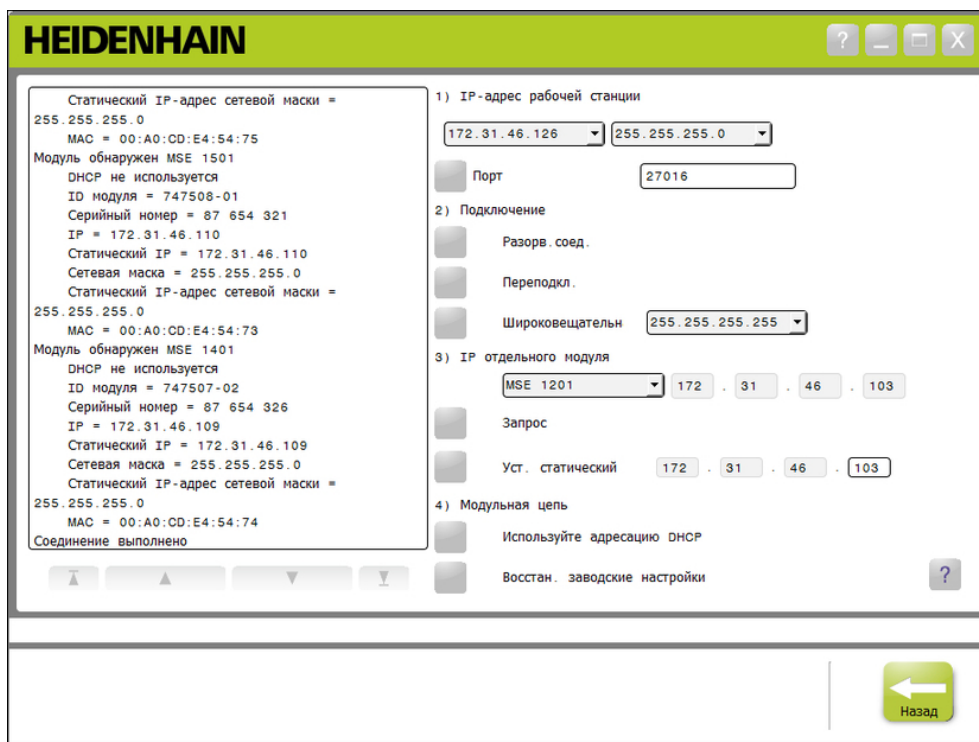 HEIDENHAIN
? _ X
Статический IP-адрес сетевой маски =
255.255.255.0
MAC = 00:A0:CD:E4:54:75
Модуль обнаружен MSE 1501
DHCP не используется
ID модуля = 747508-01
Серийный номер = 87 654 321
IP = 172.31.46.110
Статический IP = 172.31.46.110
Сетевая маска = 255.255.255.0
Статический IP-адрес сетевой маски =
255.255.255.0
MAC = 00:A0:CD:E4:54:73
Модуль обнаружен MSE 1401
DHCP не используется
ID модуля = 747507-02
Серийный номер = 87 654 326
IP = 172.31.46.109
Статический IP = 172.31.46.109
Сетевая маска = 255.255.255.0
Статический IP-адрес сетевой маски =
255.255.255.0
MAC = 00:A0:CD:E4:54:74
Соединение выполнено
1) IP-адрес рабочей станции
172.31.46.126 255.255.255.0
Порт 27016
2) Подключение
Разорв.соед.
Переподкл.
Широковещательн 255.255.255.255
3) IP отдельного модуля
MSE 1201 172 . 31 . 46 . 103
Запрос
Уст. статический 172 . 31 . 46 . 103
4) Модульная цепь
Используйте адресацию DHCP
Восстан. заводские настройки ?
Назад